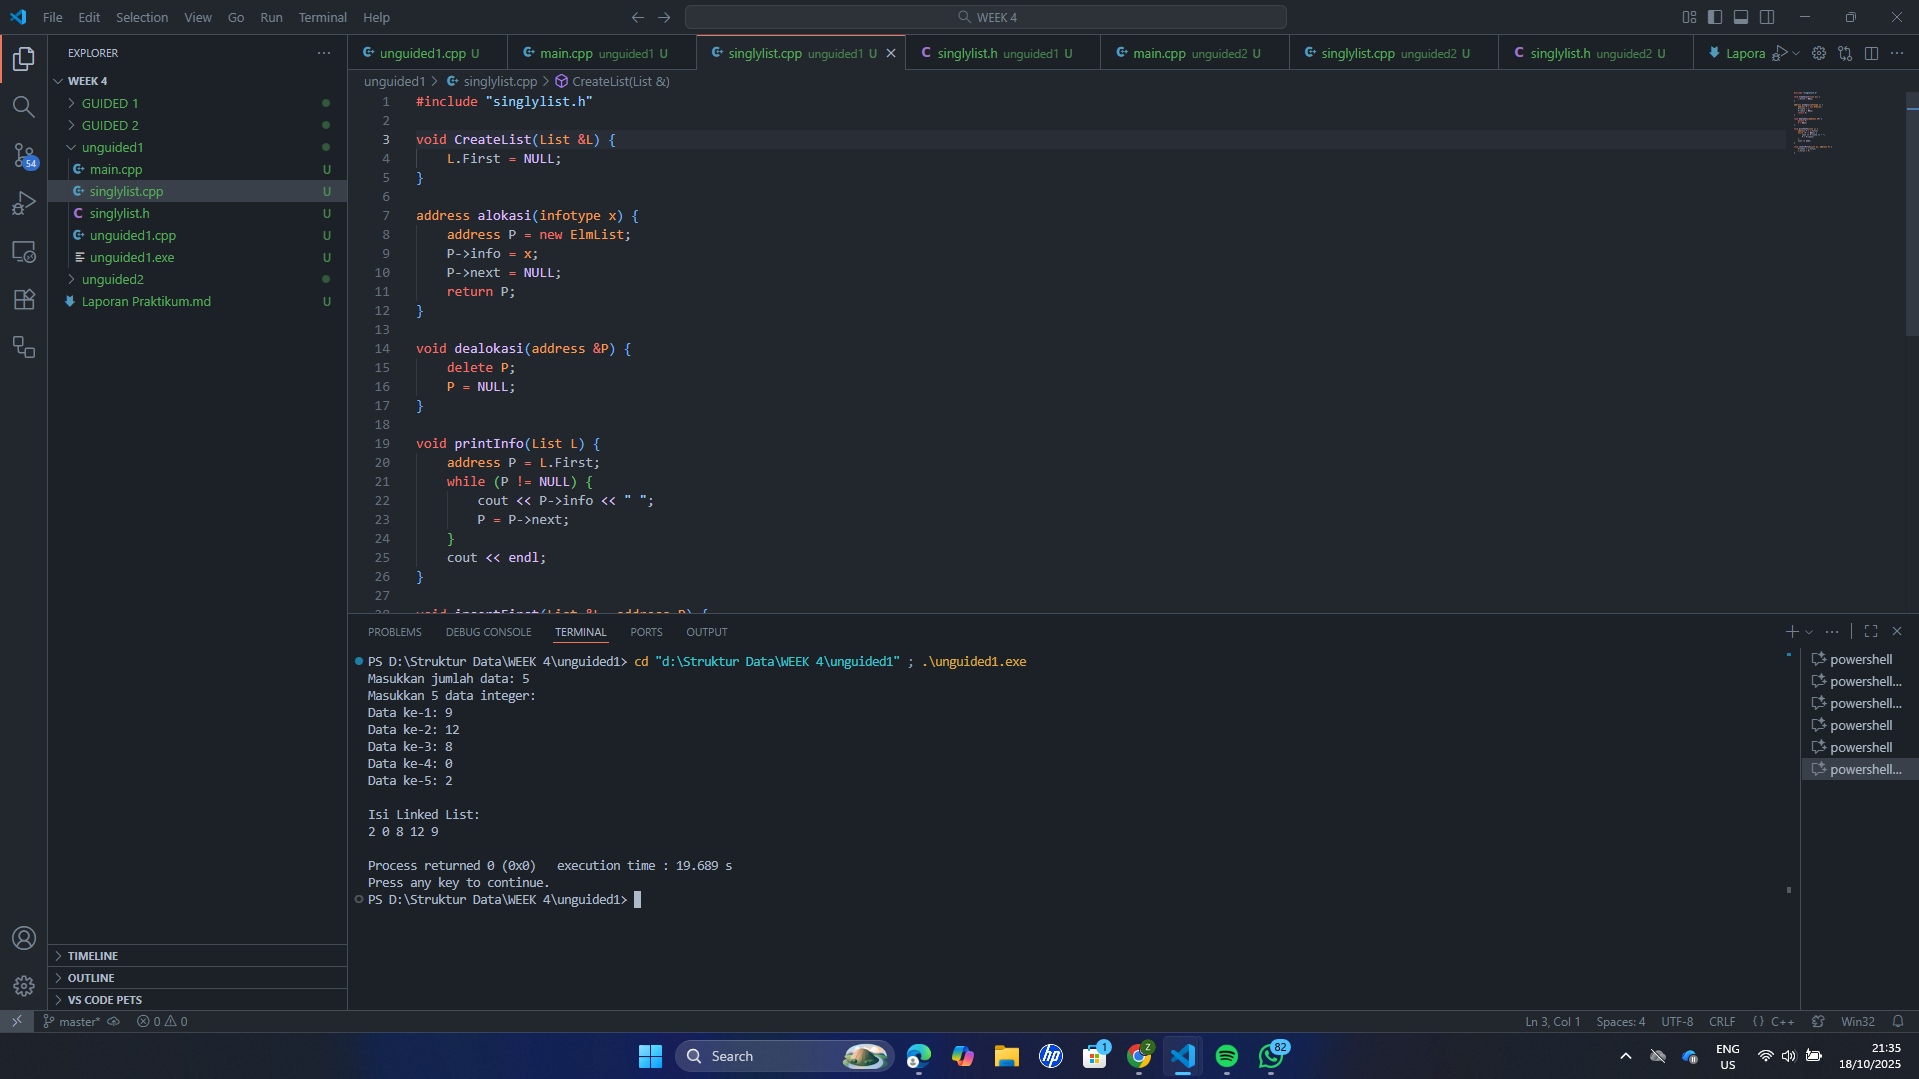 File Edit Selection View Go Run Terminal Help
WEEK 4
EXPLORER
WEEK 4
GUIDED 1
GUIDED 2
unguided1
main.cpp U
singlylist.cpp U
singlylist.h U
unguided1.cpp U
unguided1.exe U
unguided2
Laporan Praktikum.md U
TIMELINE
OUTLINE
VS CODE PETS
unguided1.cpp U
main.cpp unguided1 U
singlylist.cpp unguided1 U
singlylist.h unguided1 U
main.cpp unguided2 U
singlylist.cpp unguided2 U
singlylist.h unguided2 U
Lapora
unguided1 > singlylist.cpp > CreateList(List &)
1 #include "singlylist.h"
2
3 void CreateList(List &L) {
4 L.First = NULL;
5 }
6
7 address alokasi(infotype x) {
8 address P = new ElmList;
9 P->info = x;
10 P->next = NULL;
11 return P;
12 }
13
14 void dealokasi(address &P) {
15 delete P;
16 P = NULL;
17 }
18
19 void printInfo(List L) {
20 address P = L.First;
21 while (P != NULL) {
22 cout << P->info << " ";
23 P = P->next;
24 }
25 cout << endl;
26 }
27
28 void insertFirst(List &L, address P) {
PROBLEMS DEBUG CONSOLE TERMINAL PORTS OUTPUT
PS D:\Struktur Data\WEEK 4\unguided1> cd "d:\Struktur Data\WEEK 4\unguided1" ; .\unguided1.exe
Masukkan jumlah data: 5
Masukkan 5 data integer:
Data ke-1: 9
Data ke-2: 12
Data ke-3: 8
Data ke-4: 0
Data ke-5: 2
Isi Linked List:
2 0 8 12 9
Process returned 0 (0x0) execution time : 19.689 s
Press any key to continue.
PS D:\Struktur Data\WEEK 4\unguided1>
powershell
powershell...
powershell...
powershell
powershell
powershell...
54
master* 0 0
Ln 3, Col 1 Spaces: 4 UTF-8 CRLF {} C++ Win32
Search
hp
1
Z
82
ENG
US
21:35
18/10/2025